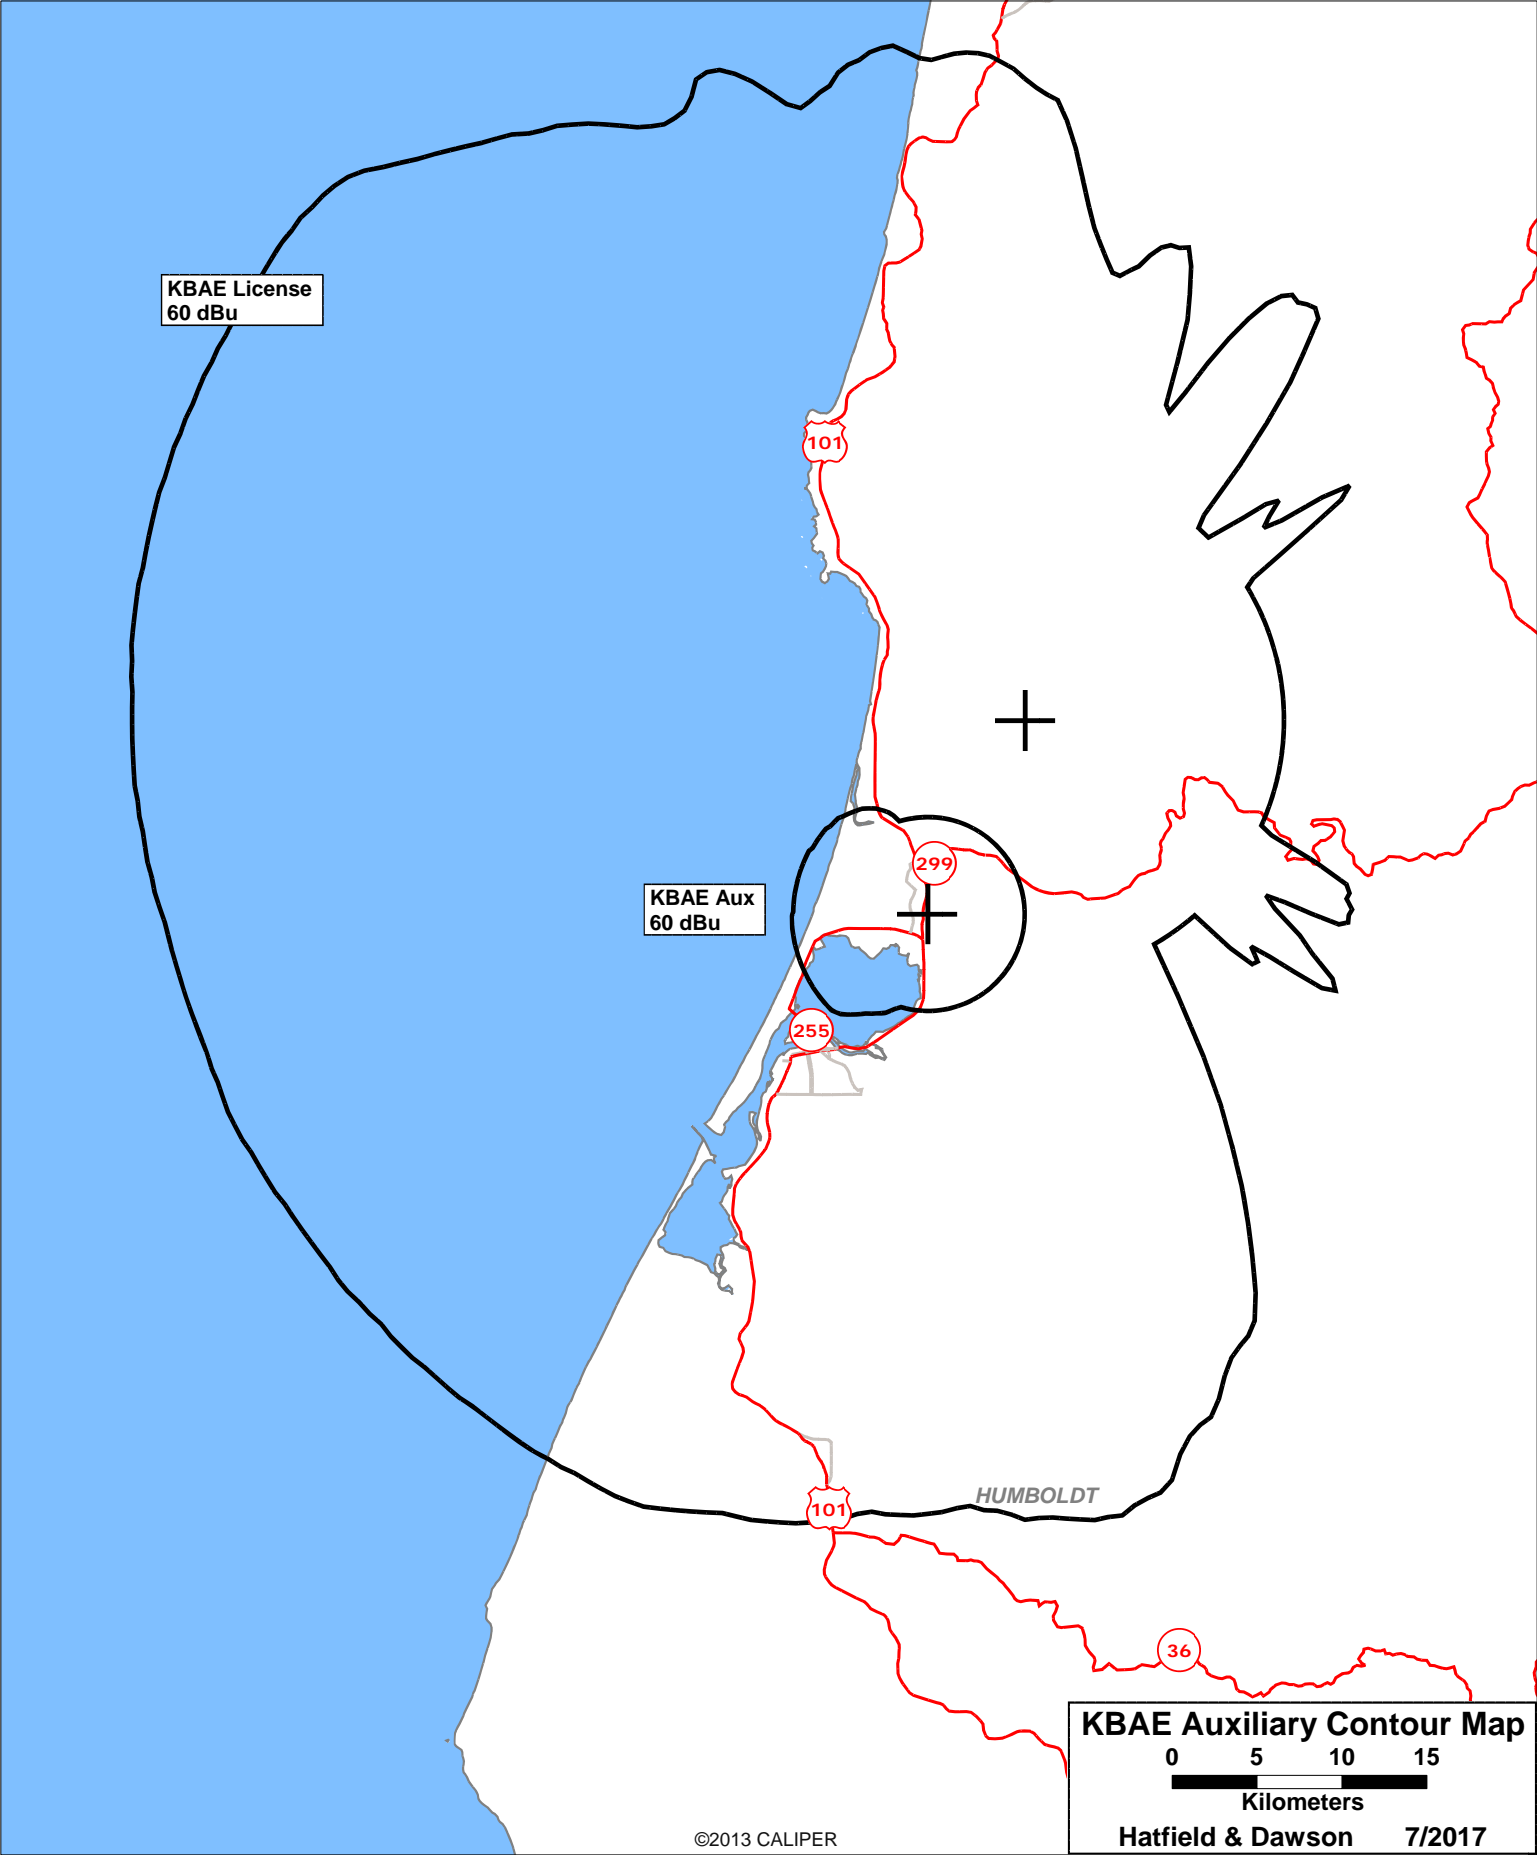 KBAE License
60 dBu
101
299
KBAE Aux
60 dBu
255
HUMBOLDT
101
36
KBAE Auxiliary Contour Map
0 5 10 15
Kilometers
Hatfield & Dawson 7/2017
©2013 CALIPER